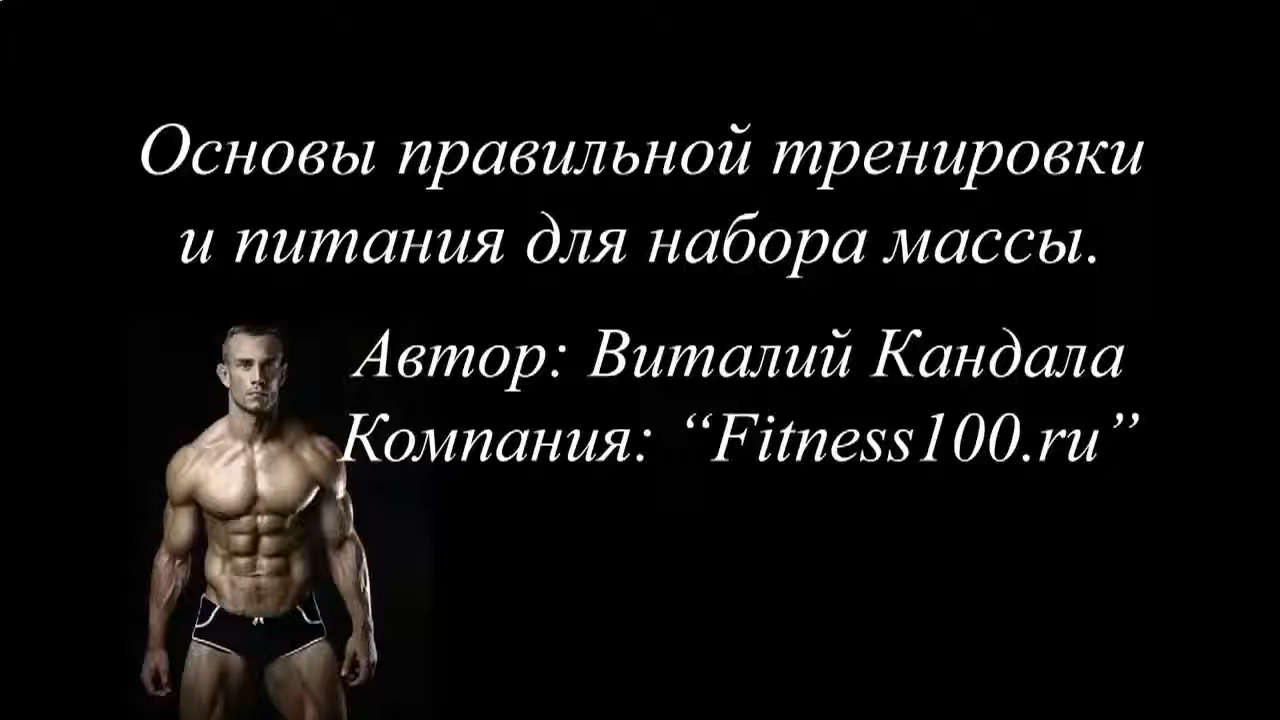 Основы правильной тренировки
и питания для набора массы.
Автор: Виталий Кандала
Компания: “Fitness100.ru”